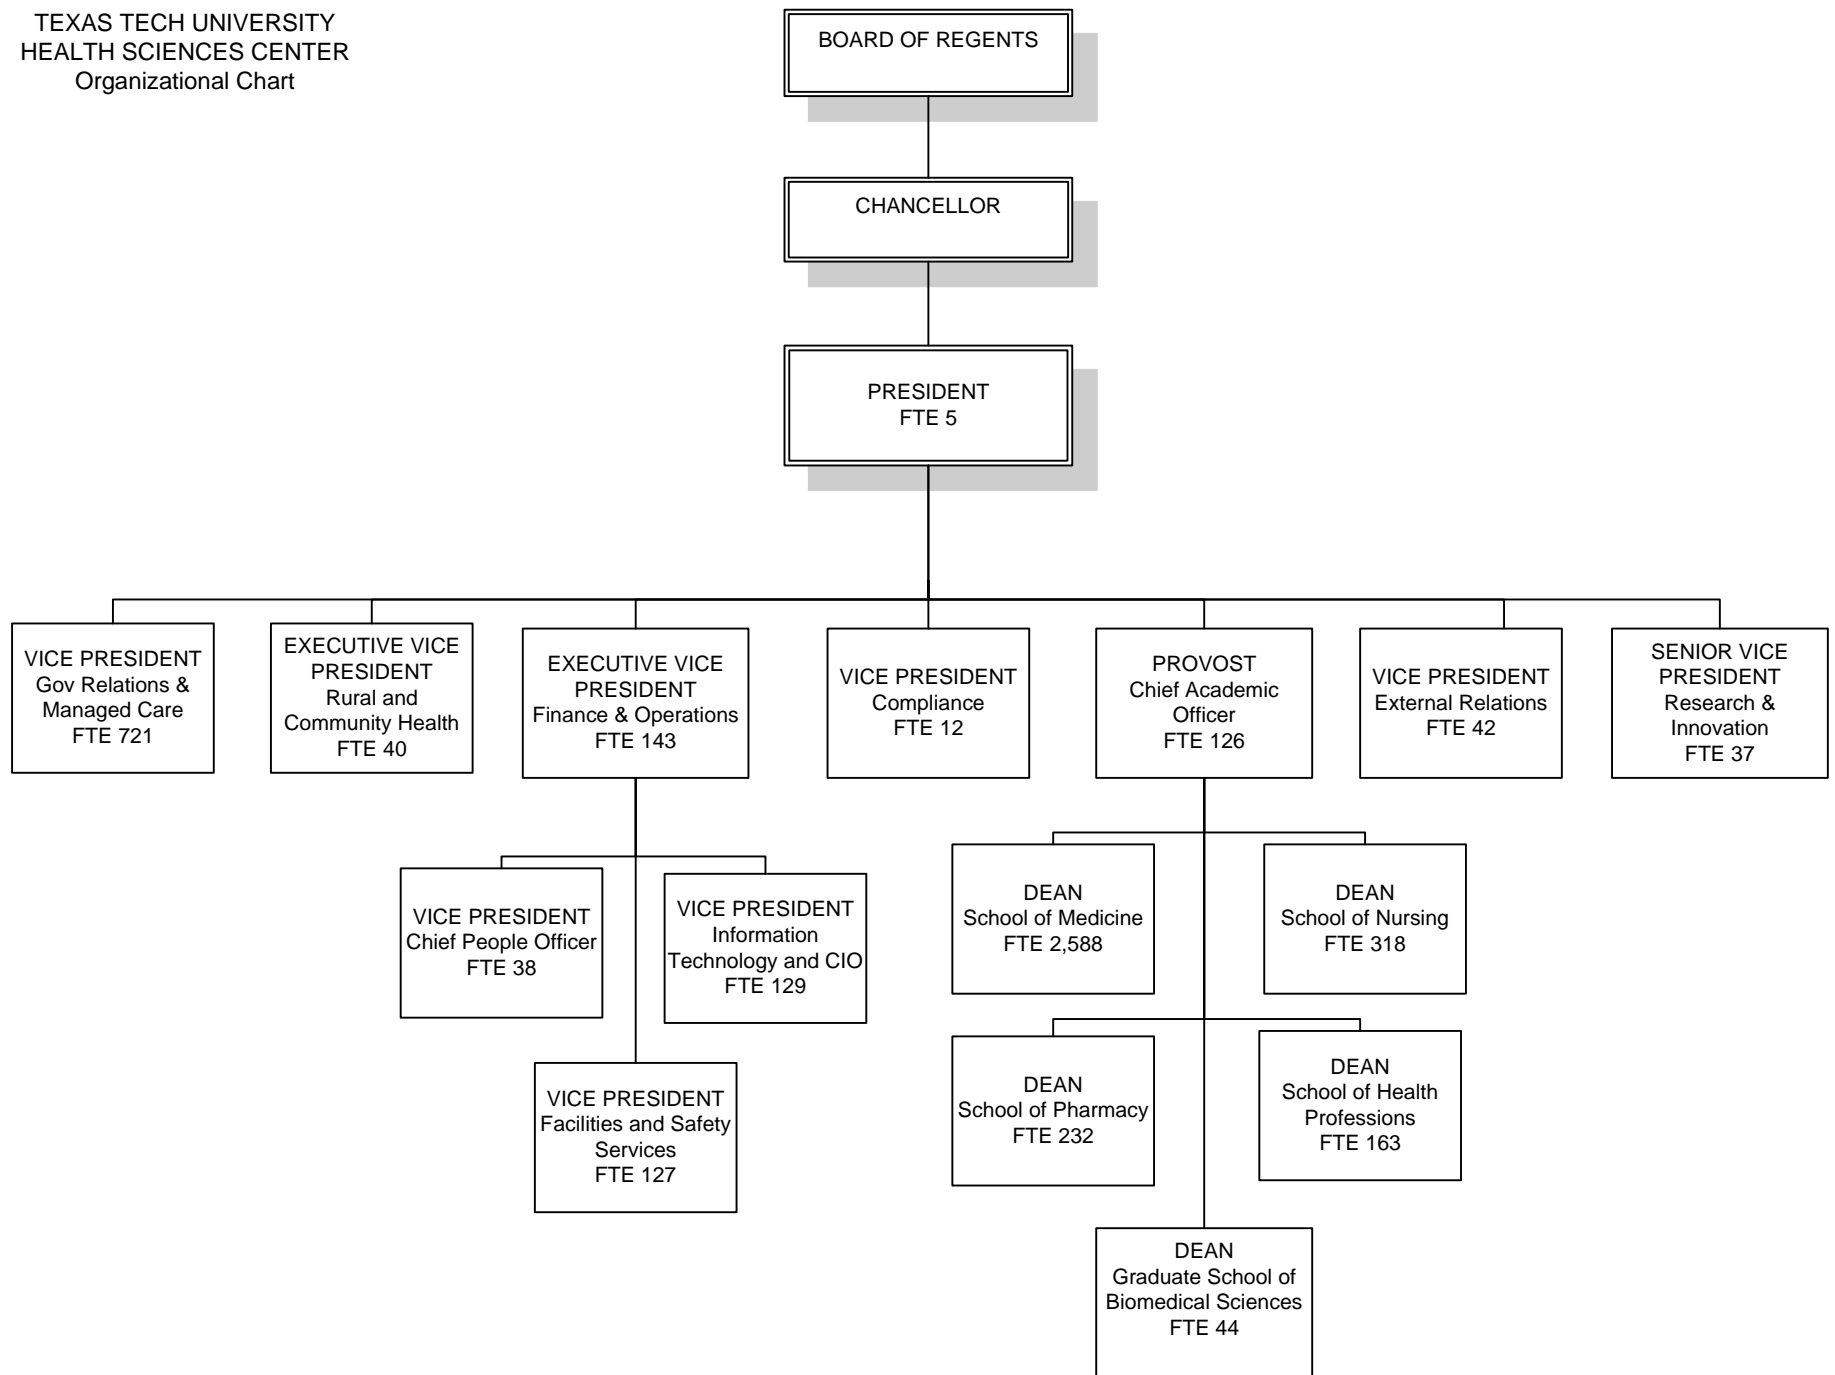 TEXAS TECH UNIVERSITY
HEALTH SCIENCES CENTER
Organizational Chart
BOARD OF REGENTS
CHANCELLOR
PRESIDENT
FTE 5
VICE PRESIDENT
Gov Relations &
Managed Care
FTE 721
EXECUTIVE VICE
PRESIDENT
Rural and
Community Health
FTE 40
EXECUTIVE VICE
PRESIDENT
Finance & Operations
FTE 143
VICE PRESIDENT
Compliance
FTE 12
PROVOST
Chief Academic
Officer
FTE 126
VICE PRESIDENT
External Relations
FTE 42
SENIOR VICE
PRESIDENT
Research &
Innovation
FTE 37
VICE PRESIDENT
Chief People Officer
FTE 38
VICE PRESIDENT
Information
Technology and CIO
FTE 129
VICE PRESIDENT
Facilities and Safety
Services
FTE 127
DEAN
School of Medicine
FTE 2,588
DEAN
School of Nursing
FTE 318
DEAN
School of Pharmacy
FTE 232
DEAN
School of Health
Professions
FTE 163
DEAN
Graduate School of
Biomedical Sciences
FTE 44